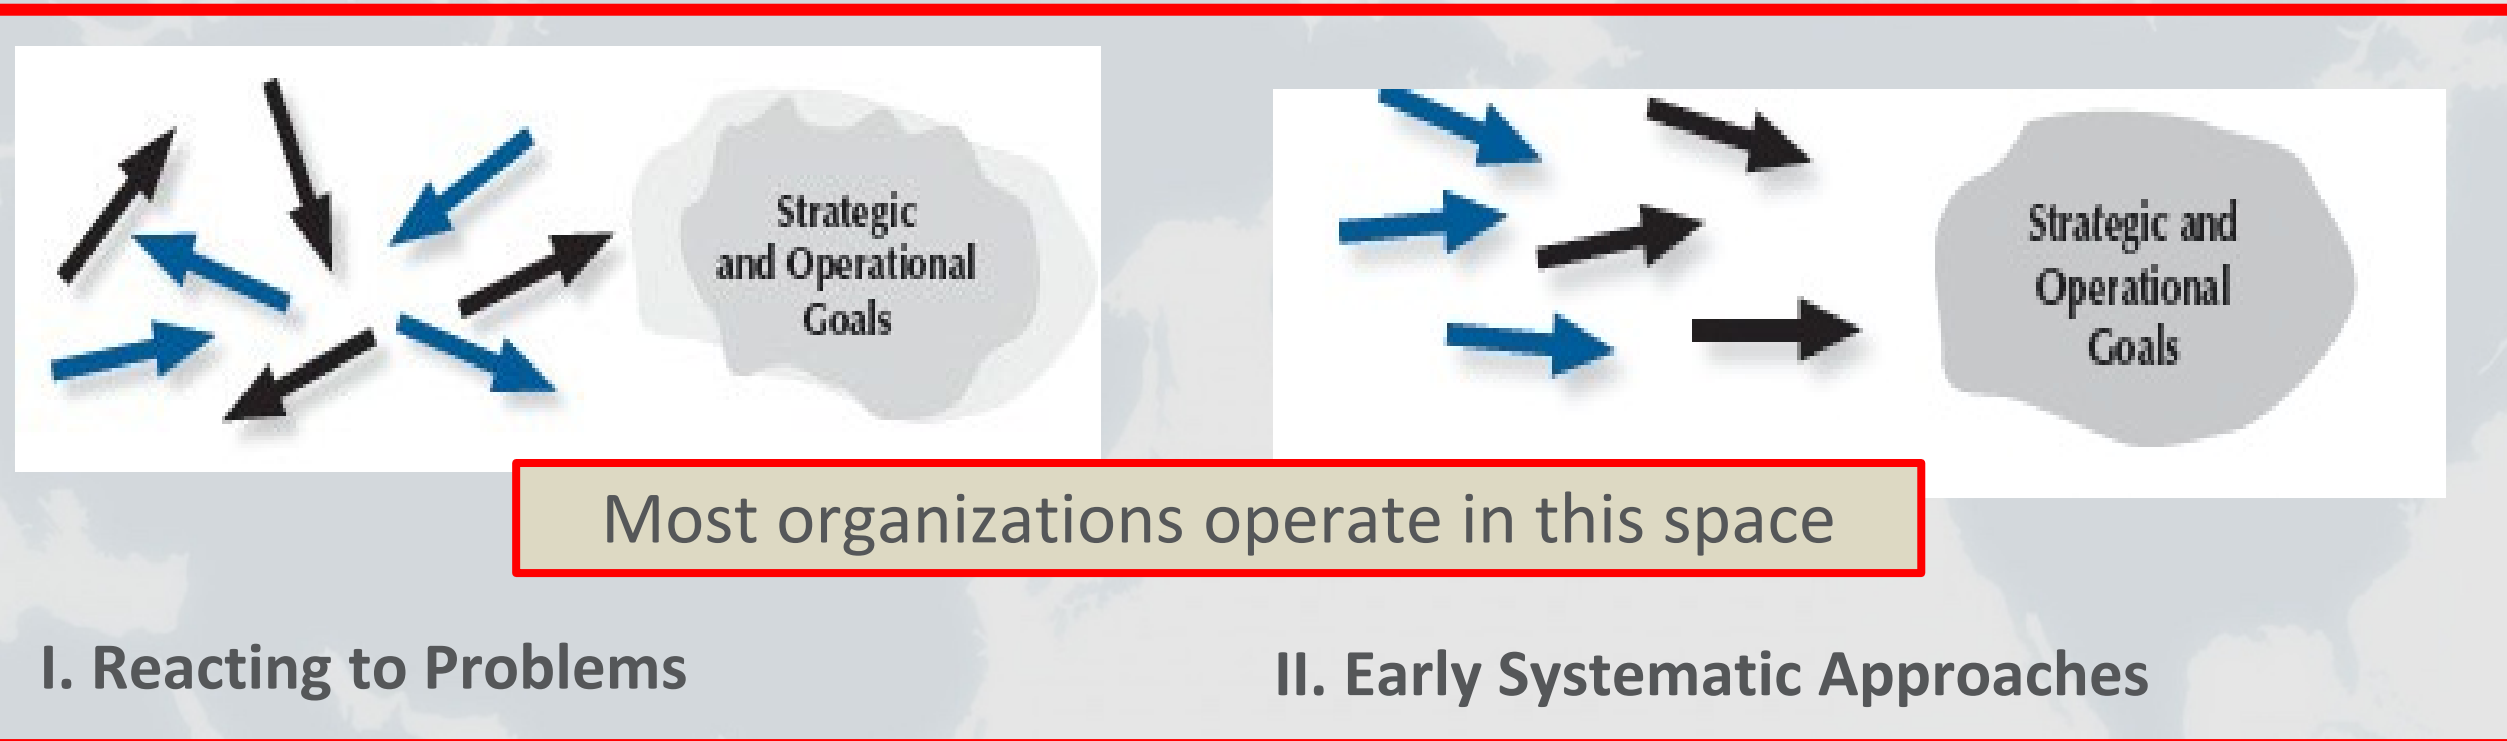 Strategic
and Operational
Goals
Strategic and
Operational
Goals
Most organizations operate in this space
I. Reacting to Problems
II. Early Systematic Approaches